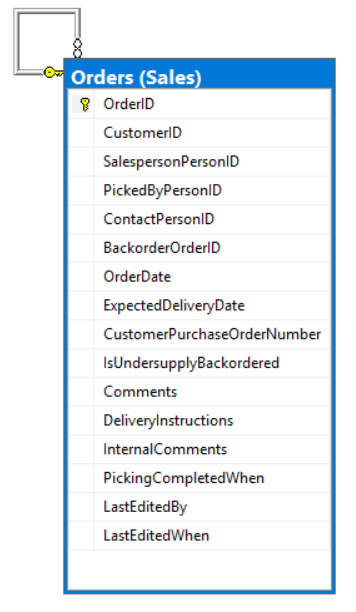 Orders (Sales)
OrderID
CustomerID
SalespersonPersonID
PickedByPersonID
ContactPersonID
BackorderOrderID
OrderDate
ExpectedDeliveryDate
CustomerPurchaseOrderNumber
IsUndersupplyBackordered
Comments
DeliveryInstructions
InternalComments
PickingCompletedWhen
LastEditedBy
LastEditedWhen